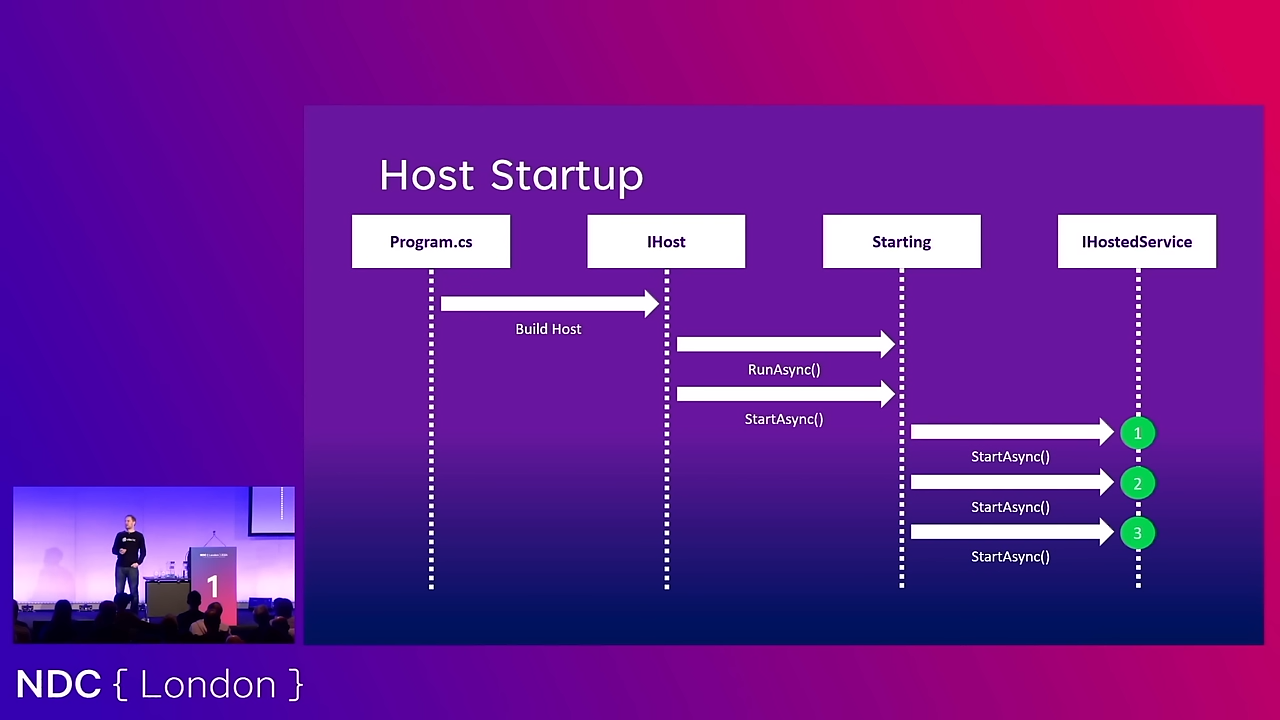 Host Startup
Program.cs
IHost
Starting
IHostedService
Build Host
RunAsync()
StartAsync()
1
StartAsync()
2
StartAsync()
3
StartAsync()
1
NDC { London }